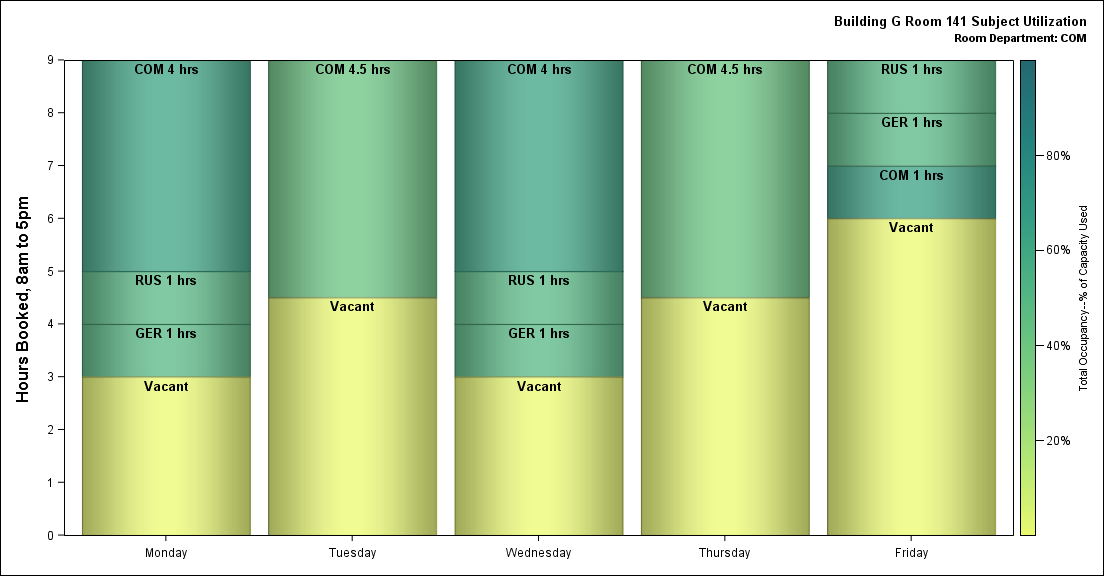 Building G Room 141 Subject Utilization
Room Department: COM
Hours Booked, 8am to 5pm
9
8
7
6
5
4
3
2
1
0
COM 4 hrs
RUS 1 hrs
GER 1 hrs
Vacant
COM 4.5 hrs
Vacant
COM 4 hrs
RUS 1 hrs
GER 1 hrs
Vacant
COM 4.5 hrs
Vacant
RUS 1 hrs
GER 1 hrs
COM 1 hrs
Vacant
Monday
Tuesday
Wednesday
Thursday
Friday
80%
60%
40%
20%
Total Occupancy--% of Capacity Used